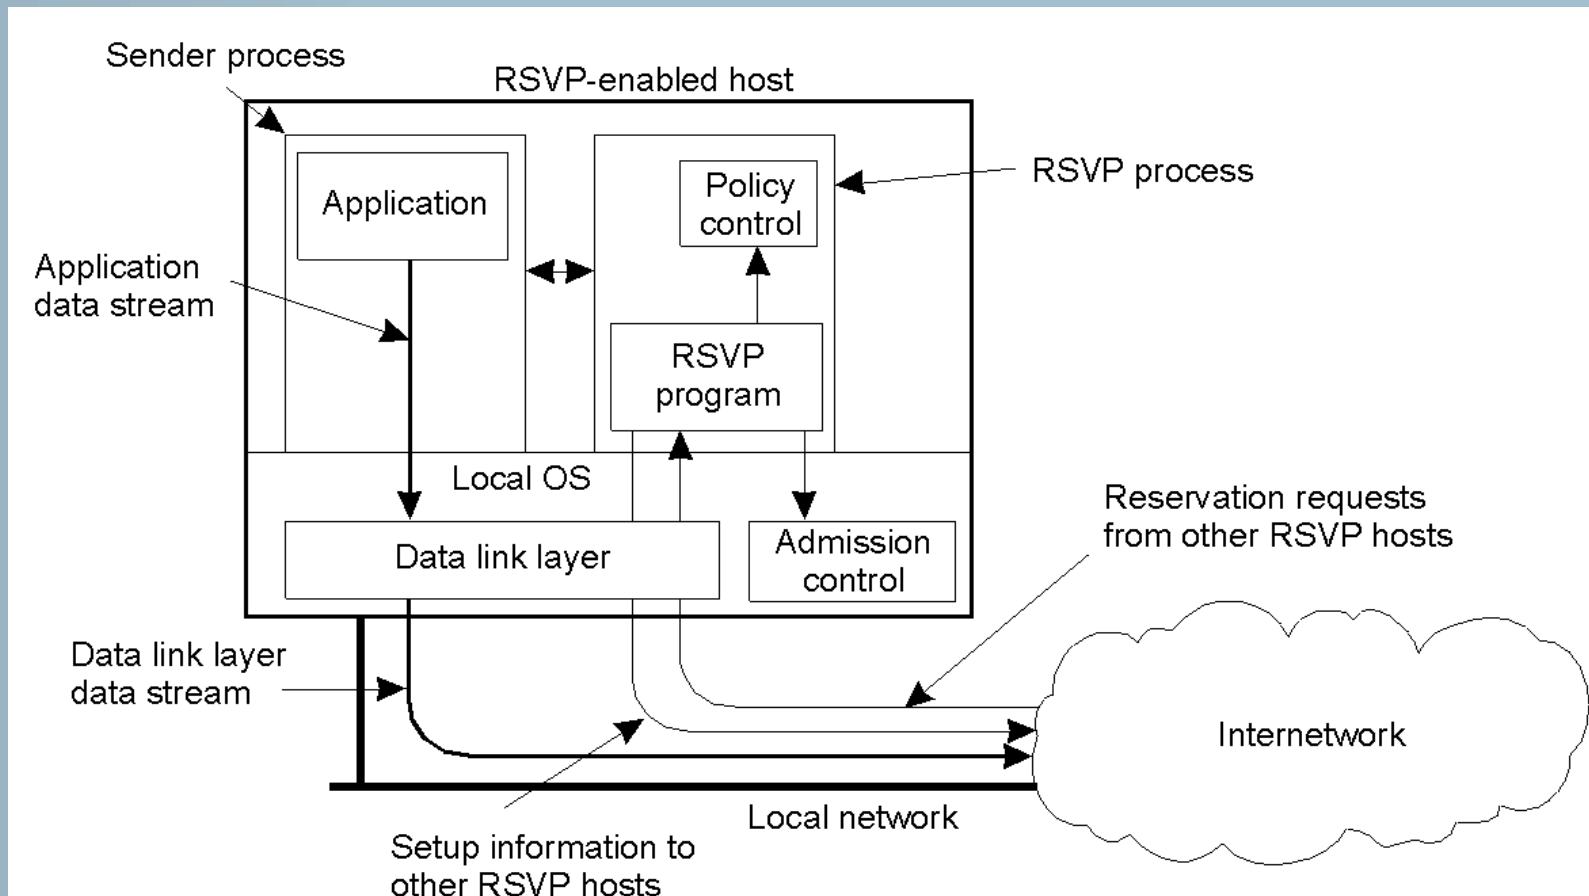 Sender process
RSVP-enabled host
Application
Policy
control
RSVP process
Application
data stream
RSVP
program
Local OS
Data link layer
Admission
control
Reservation requests
from other RSVP hosts
Data link layer
data stream
Internetwork
Local network
Setup information to
other RSVP hosts